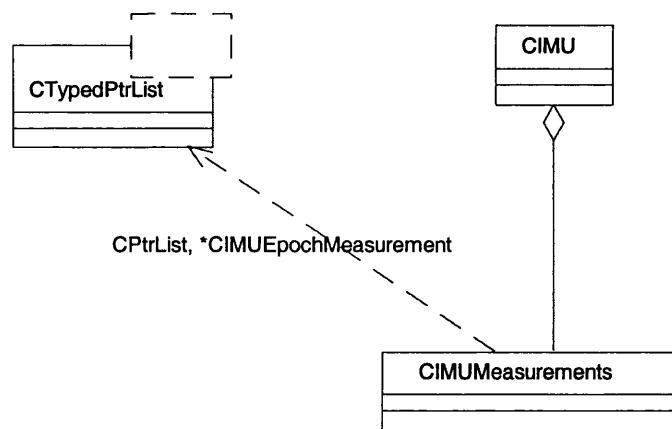 CIMU
CTypedPtrList
CPtrList, *CIMUEpochMeasurement
CIMUMeasurements